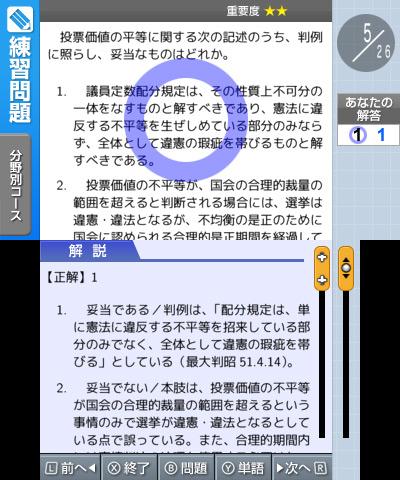 重要度 ★★
練習問題
分野別コース
投票価値の平等に関する次の記述のうち、判例
に照らし、妥当なものはどれか。
1. 議員定数配分規定は、その性質上不可分の
一体をなすものと解すべきであり、憲法に違
反する不平等を生ぜしめている部分のみなら
ず、全体として違憲の瑕疵を帯びるものと解
すべきである。
2. 投票価値の不平等が、国会の合理的裁量の
範囲を超えると判断される場合には、選挙は
違憲・違法となるが、不均衡の是正のために
国会に認められる合理的是正期間を経過して
5/26
あなたの
解答
1 1
解 説
【正解】1
1. 妥当である／判例は、「配分規定は、単
に憲法に違反する不平等を招来している部
分のみでなく、全体として違憲の瑕疵を帯
びる」としている（最大判昭 51.4.14）。
2. 妥当でない／本肢は、投票価値の不平等
が国会の合理的裁量の範囲を超えるという
事情のみで選挙が違憲・違法となるとして
いる点で誤っている。また、合理的期間内
L 前へ X 終了 B 問題 Y 単語 次へ R